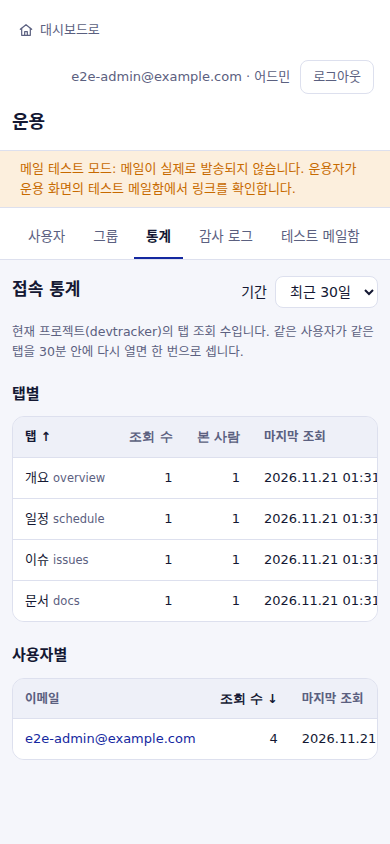 대시보드로
e2e-admin@example.com · 어드민 로그아웃
운용
메일 테스트 모드: 메일이 실제로 발송되지 않습니다. 운용자가
운용 화면의 테스트 메일함에서 링크를 확인합니다.
사용자 그룹 통계 감사 로그 테스트 메일함
접속 통계 기간 최근 30일
현재 프로젝트(devtracker)의 탭 조회 수입니다. 같은 사용자가 같은
탭을 30분 안에 다시 열면 한 번으로 셉니다.
탭별
탭 ↑ 조회 수 본 사람 마지막 조회
개요 overview 1 1 2026.11.21 01:31
일정 schedule 1 1 2026.11.21 01:31
이슈 issues 1 1 2026.11.21 01:31
문서 docs 1 1 2026.11.21 01:31
사용자별
이메일 조회 수 ↓ 마지막 조회
e2e-admin@example.com 4 2026.11.21